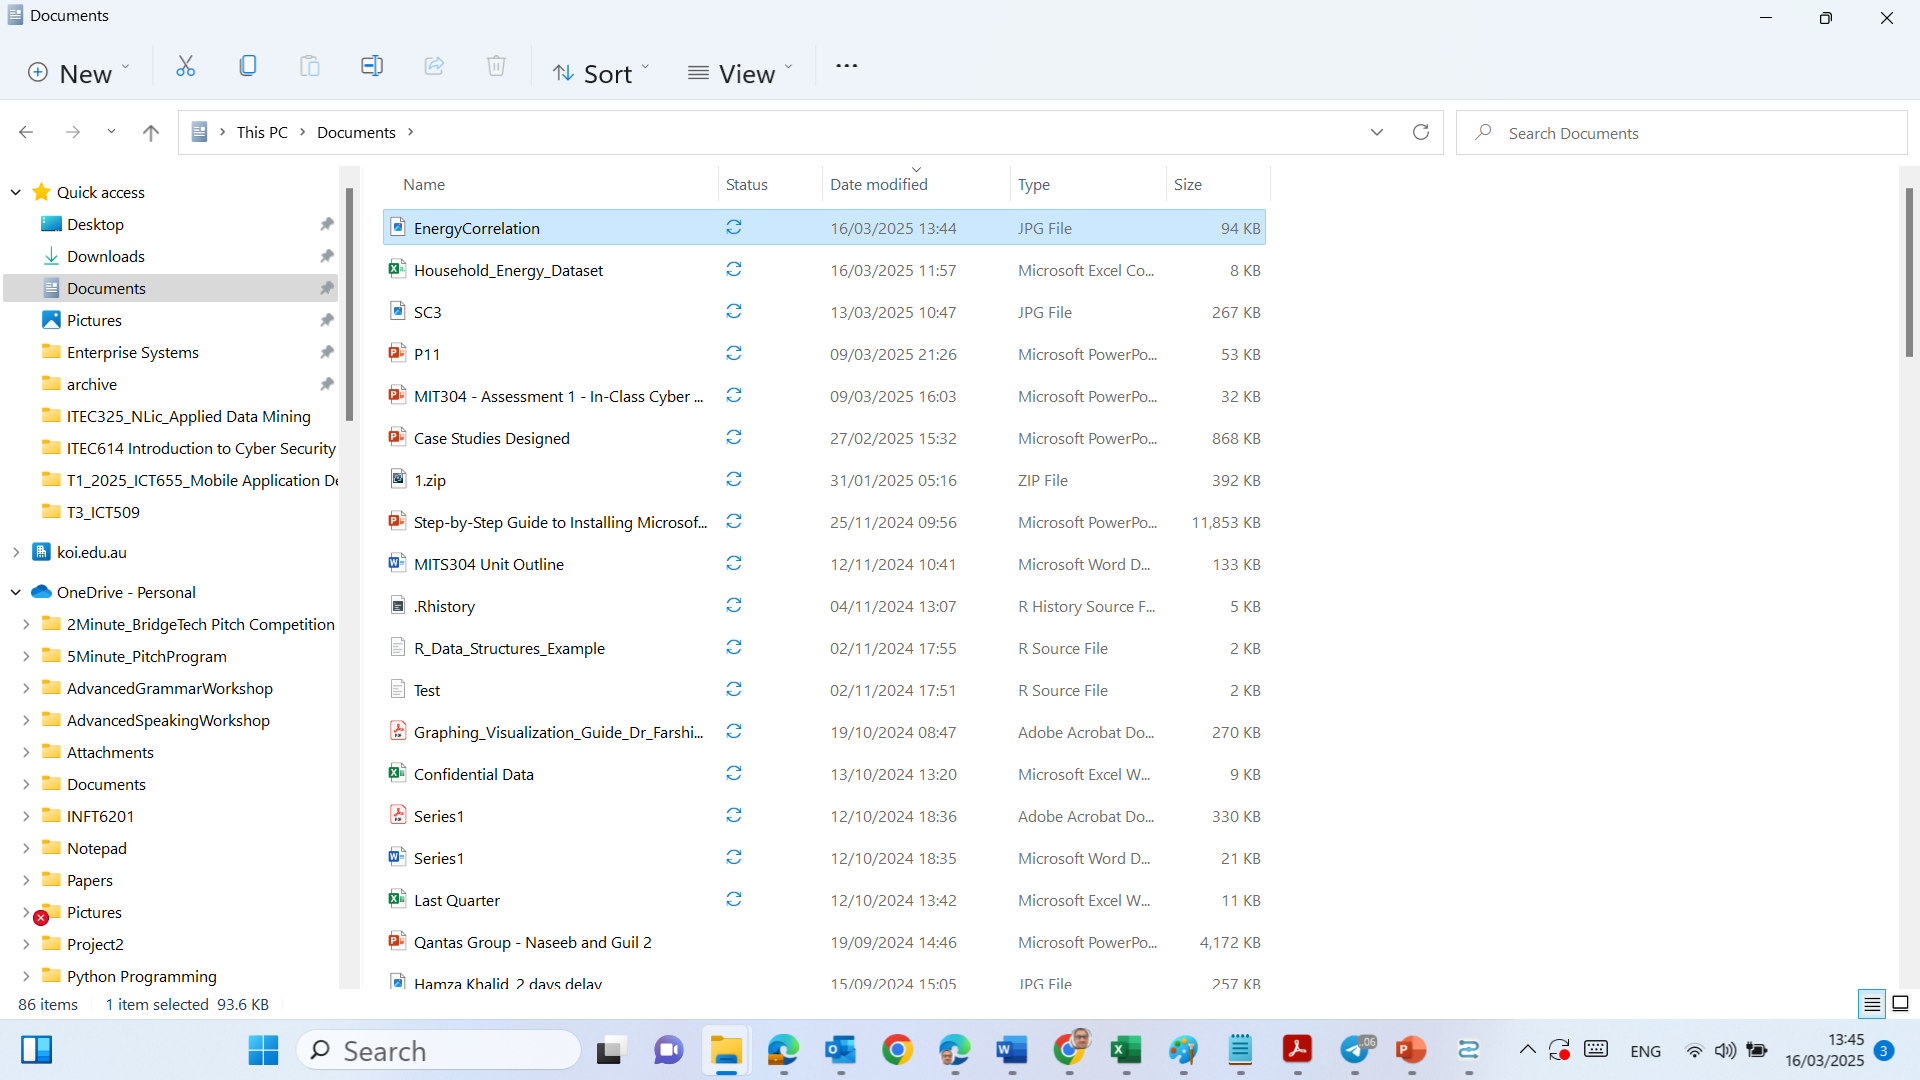 Documents
New
Sort
View
This PC
Documents
Search Documents
Quick access
Desktop
Downloads
Documents
Pictures
Enterprise Systems
archive
ITEC325_NLic_Applied Data Mining
ITEC614 Introduction to Cyber Security
T1_2025_ICT655_Mobile Application De
T3_ICT509
koi.edu.au
OneDrive - Personal
2Minute_BridgeTech Pitch Competition
5Minute_PitchProgram
AdvancedGrammarWorkshop
AdvancedSpeakingWorkshop
Attachments
Documents
INFT6201
Notepad
Papers
Pictures
Project2
Python Programming
Name Status Date modified Type Size
EnergyCorrelation 16/03/2025 13:44 JPG File 94 KB
Household_Energy_Dataset 16/03/2025 11:57 Microsoft Excel Co... 8 KB
SC3 13/03/2025 10:47 JPG File 267 KB
P11 09/03/2025 21:26 Microsoft PowerPo... 53 KB
MIT304 - Assessment 1 - In-Class Cyber ... 09/03/2025 16:03 Microsoft PowerPo... 32 KB
Case Studies Designed 27/02/2025 15:32 Microsoft PowerPo... 868 KB
1.zip 31/01/2025 05:16 ZIP File 392 KB
Step-by-Step Guide to Installing Microsof... 25/11/2024 09:56 Microsoft PowerPo... 11,853 KB
MITS304 Unit Outline 12/11/2024 10:41 Microsoft Word D... 133 KB
.Rhistory 04/11/2024 13:07 R History Source F... 5 KB
R_Data_Structures_Example 02/11/2024 17:55 R Source File 2 KB
Test 02/11/2024 17:51 R Source File 2 KB
Graphing_Visualization_Guide_Dr_Farshi... 19/10/2024 08:47 Adobe Acrobat Do... 270 KB
Confidential Data 13/10/2024 13:20 Microsoft Excel W... 9 KB
Series1 12/10/2024 18:36 Adobe Acrobat Do... 330 KB
Series1 12/10/2024 18:35 Microsoft Word D... 21 KB
Last Quarter 12/10/2024 13:42 Microsoft Excel W... 11 KB
Qantas Group - Naseeb and Guil 2 19/09/2024 14:46 Microsoft PowerPo... 4,172 KB
Hamza Khalid_2 days delay 15/09/2024 15:05 JPG File 257 KB
86 items 1 item selected 93.6 KB
Search
.06
ENG
13:45
16/03/2025
3